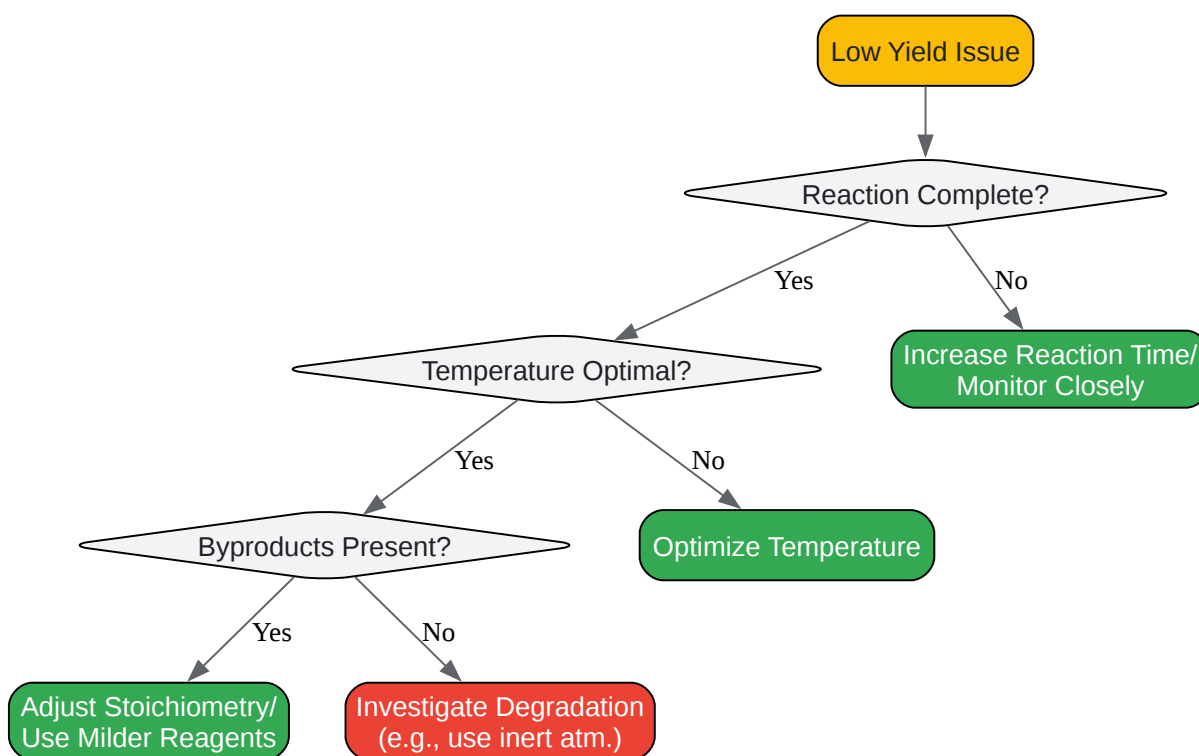 Low Yield Issue
Reaction Complete?
Yes
No
Increase Reaction Time/
Monitor Closely
Temperature Optimal?
Yes
No
Optimize Temperature
Byproducts Present?
Yes
No
Adjust Stoichiometry/
Use Milder Reagents
Investigate Degradation
(e.g., use inert atm.)